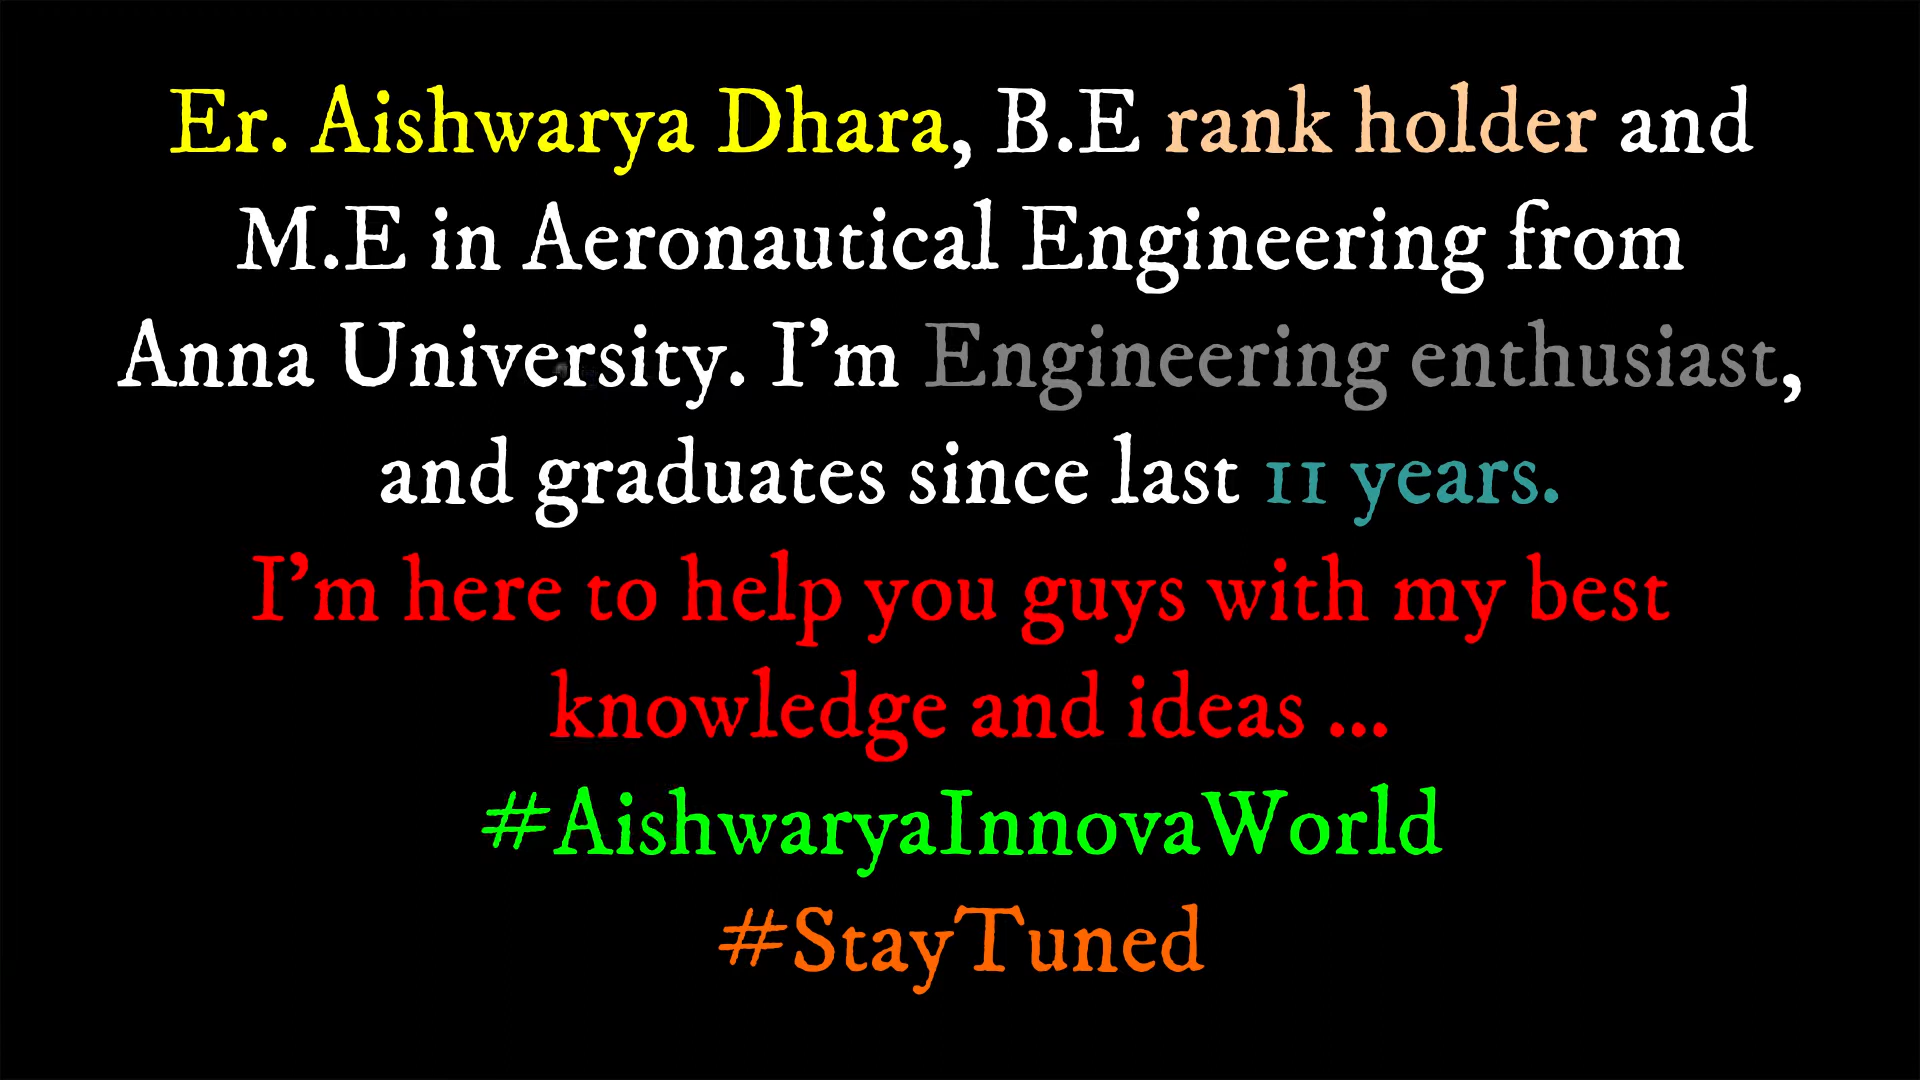 Er. Aishwarya Dhara, B.E rank holder and
M.E in Aeronautical Engineering from
Anna University. I’m Engineering enthusiast,
and graduates since last 11 years.
I’m here to help you guys with my best
knowledge and ideas ...
#AishwaryaInnovaWorld
#StayTuned